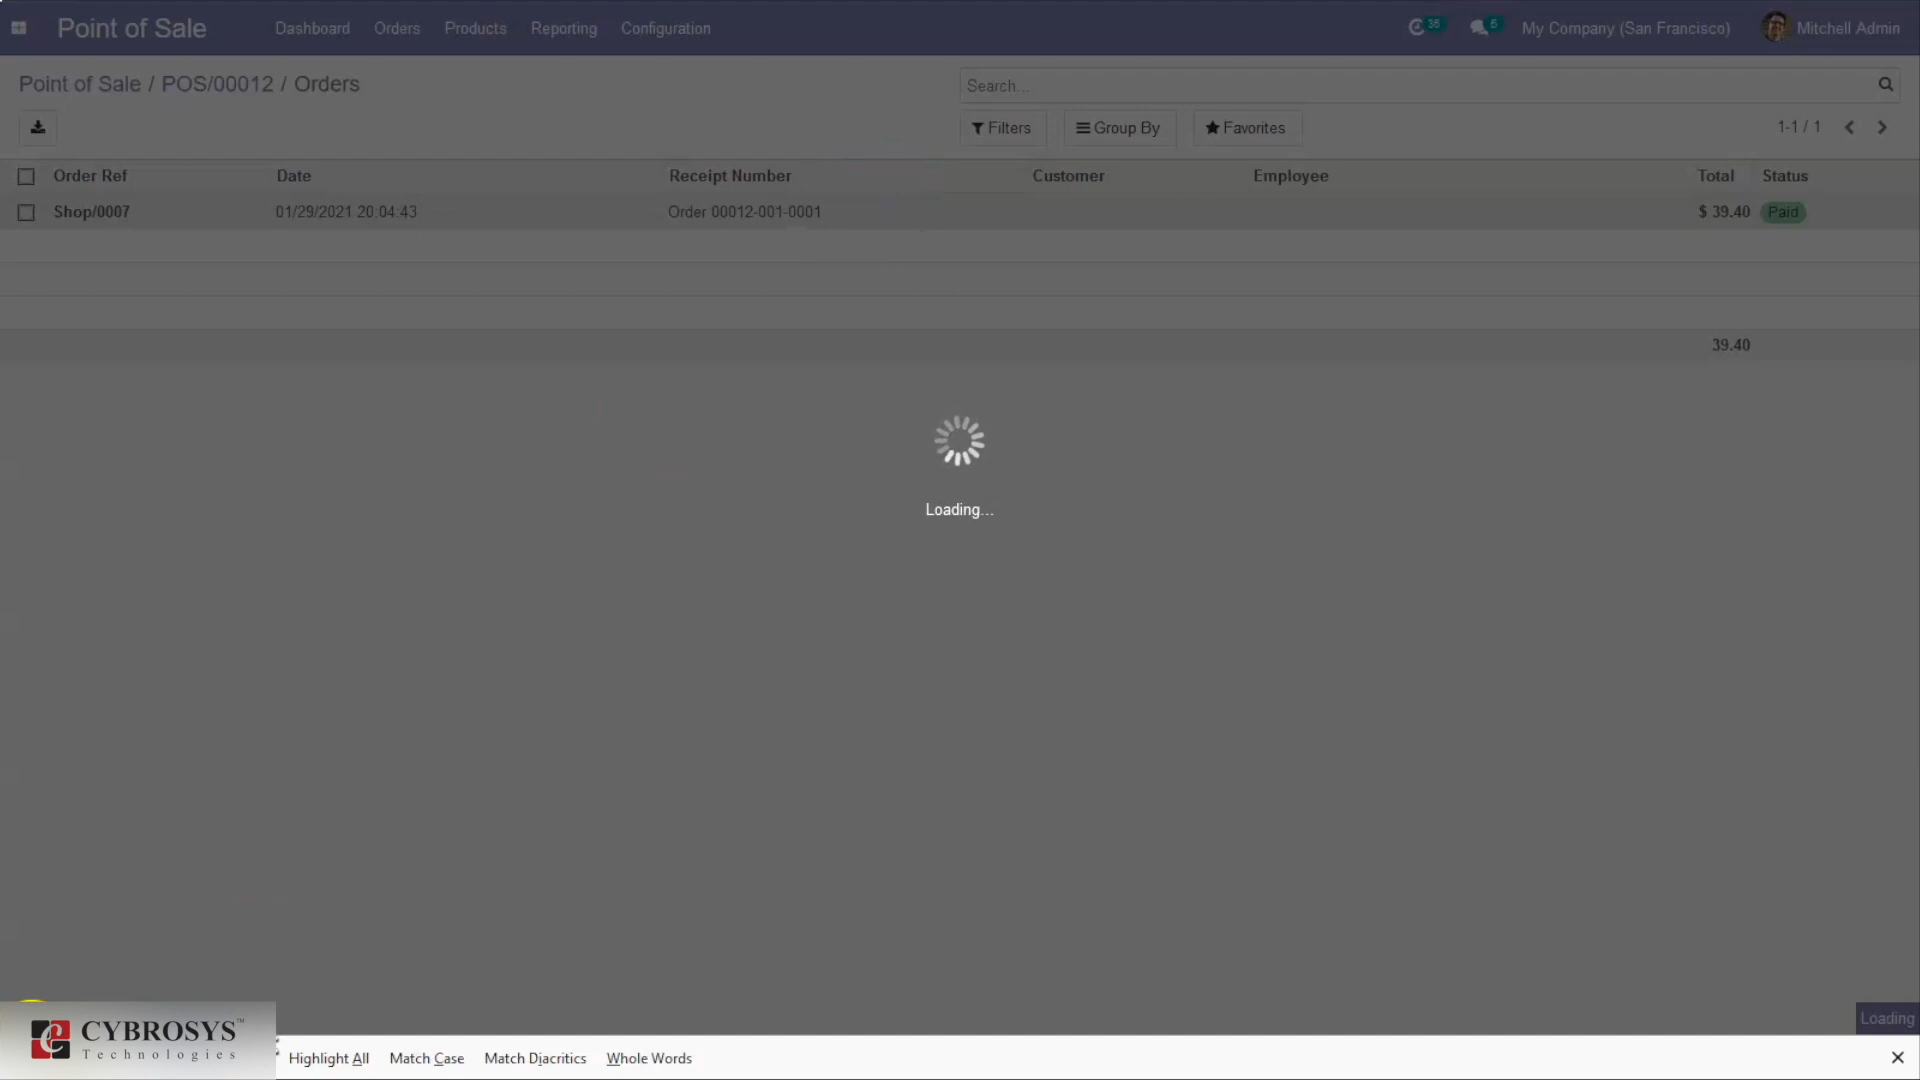 Point of Sale Dashboard Orders Products Reporting Configuration 35 5 My Company (San Francisco) Mitchell Admin
Point of Sale / POS/00012 / Orders
Search...
Filters Group By Favorites 1-1 / 1
Order Ref Date Receipt Number Customer Employee Total Status
Shop/0007 01/29/2021 20:04:43 Order 00012-001-0001 $ 39.40 Paid
39.40
Loading...
Loading
CYBROSYS™
Technologies
Highlight All Match Case Match Diacritics Whole Words